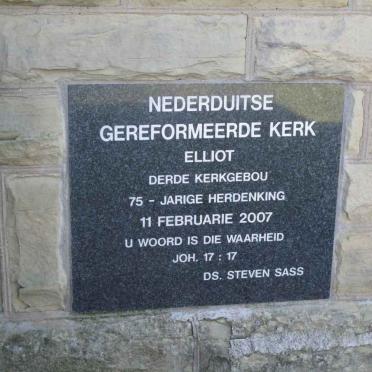 NEDERDUITSE
GEREFORMEERDE KERK
ELLIOT
DERDE KERKGEBOU
75 - JARIGE HERDENKING
11 FEBRUARIE 2007
U WOORD IS DIE WAARHEID
JOH. 17 : 17
DS. STEVEN SASS